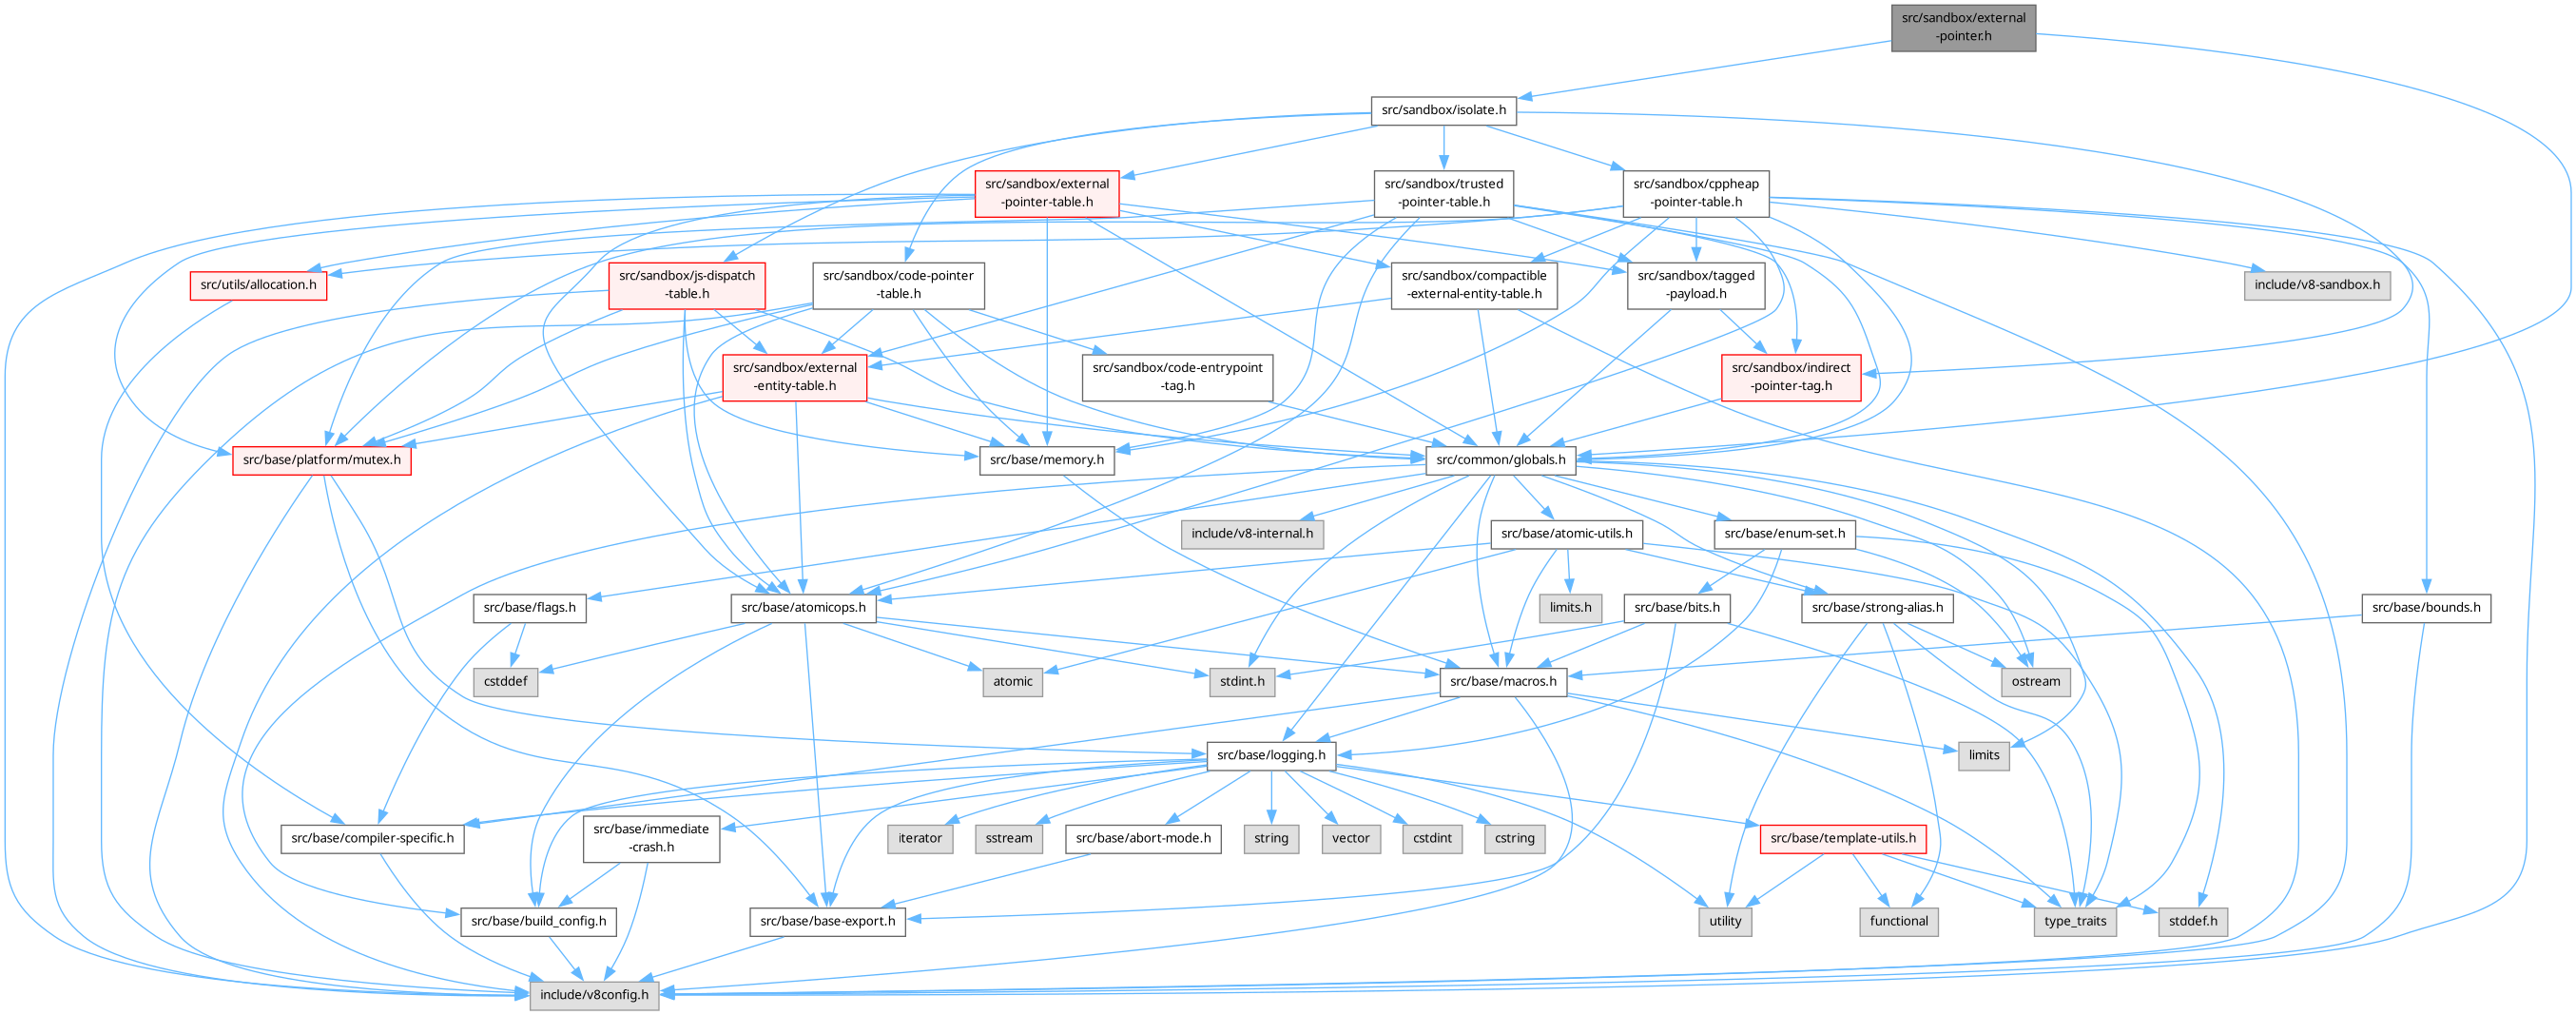 src/sandbox/external
-pointer.h
src/sandbox/isolate.h
src/sandbox/external
-pointer-table.h
src/sandbox/trusted
-pointer-table.h
src/sandbox/cppheap
-pointer-table.h
src/utils/allocation.h
src/sandbox/js-dispatch
-table.h
src/sandbox/code-pointer
-table.h
src/sandbox/compactible
-external-entity-table.h
src/sandbox/tagged
-payload.h
include/v8-sandbox.h
src/sandbox/external
-entity-table.h
src/sandbox/code-entrypoint
-tag.h
src/sandbox/indirect
-pointer-tag.h
src/base/platform/mutex.h
src/base/memory.h
src/common/globals.h
include/v8-internal.h
src/base/atomic-utils.h
src/base/enum-set.h
src/base/flags.h
src/base/atomicops.h
limits.h
src/base/bits.h
src/base/strong-alias.h
src/base/bounds.h
cstddef
atomic
stdint.h
src/base/macros.h
ostream
src/base/logging.h
limits
src/base/compiler-specific.h
src/base/immediate
-crash.h
iterator
sstream
src/base/abort-mode.h
string
vector
cstdint
cstring
src/base/template-utils.h
src/base/build_config.h
src/base/base-export.h
utility
functional
type_traits
stddef.h
include/v8config.h